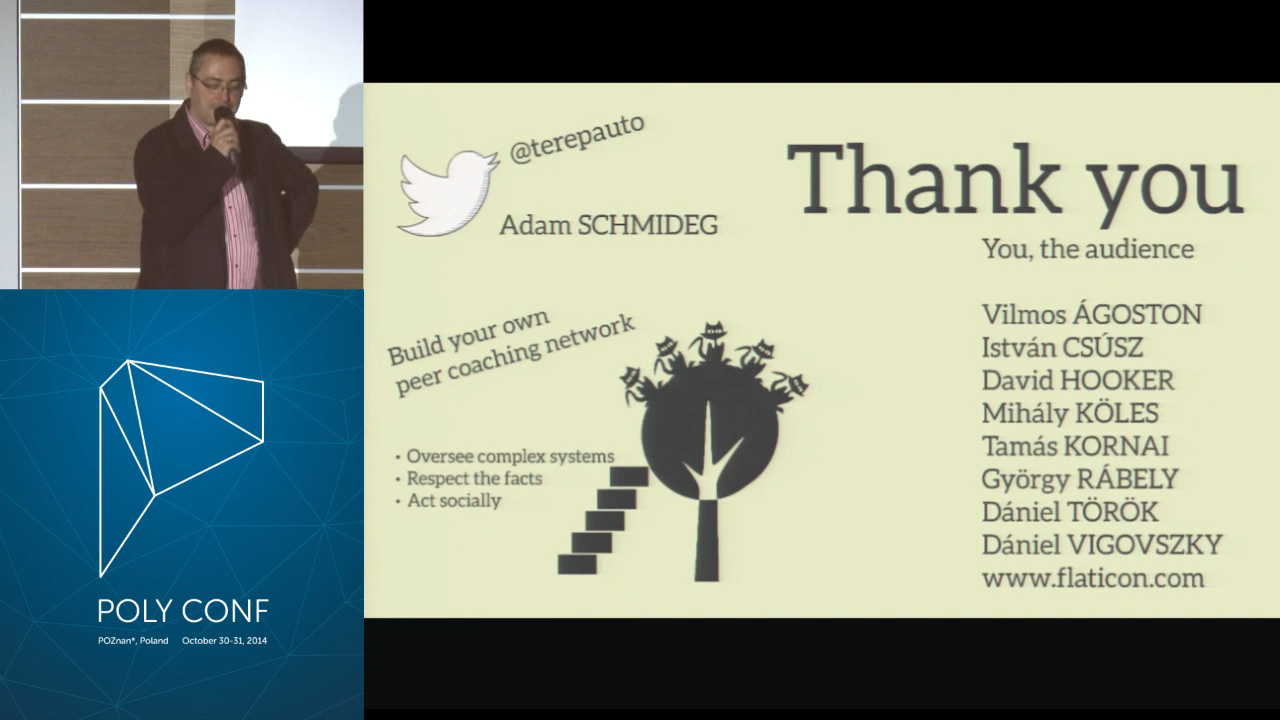 @terepauto
Adam SCHMIDEG
Thank you
You, the audience
Build your own
peer coaching network
• Oversee complex systems
• Respect the facts
• Act socially
Vilmos ÁGOSTON
István CSÚSZ
David HOOKER
Mihály KÖLES
Tamás KORNAI
György RÁBELY
Dániel TÖRÖK
Dániel VIGOVSZKY
www.flaticon.com
POLY CONF
POZnan*, Poland October 30-31, 2014